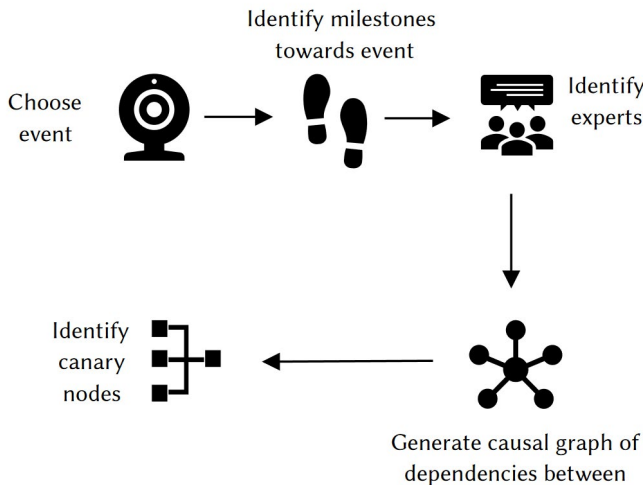 Identify milestones
towards event
Choose
event
Identify
experts
Identify
canary
nodes
Generate causal graph of
dependencies between